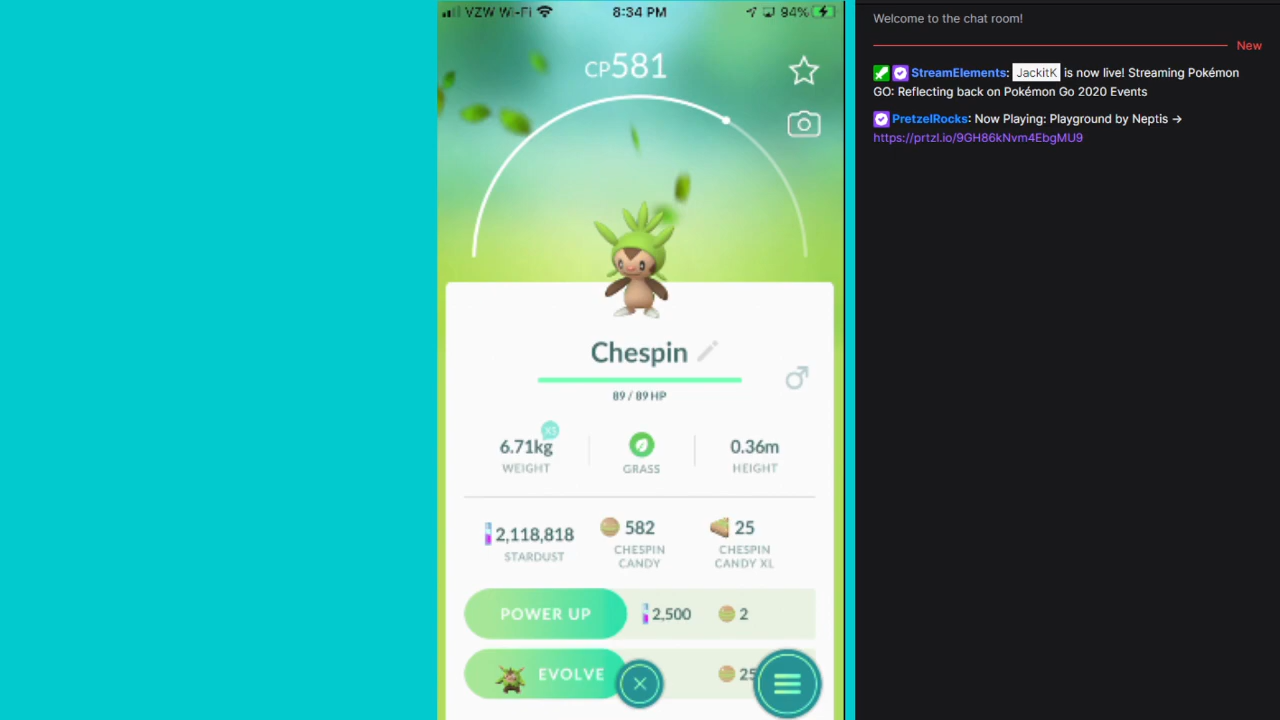 VZW Wi-Fi
8:34 PM
94%
CP581
Chespin
89 / 89 HP
XS
6.71kg
WEIGHT
GRASS
0.36m
HEIGHT
2,118,818
STARDUST
582
CHESPIN
CANDY
25
CHESPIN
CANDY XL
POWER UP
2,500
2
EVOLVE
25
Welcome to the chat room!
New
StreamElements: JackitK is now live! Streaming Pokémon
GO: Reflecting back on Pokémon Go 2020 Events
PretzelRocks: Now Playing: Playground by Neptis →
https://prtzl.io/9GH86kNvm4EbgMU9